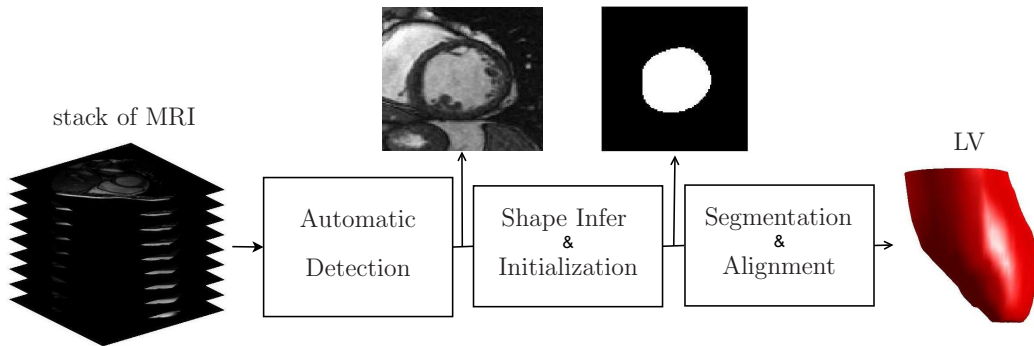 stack of MRI
Automatic
Detection
Shape Infer
&
Initialization
Segmentation
&
Alignment
LV